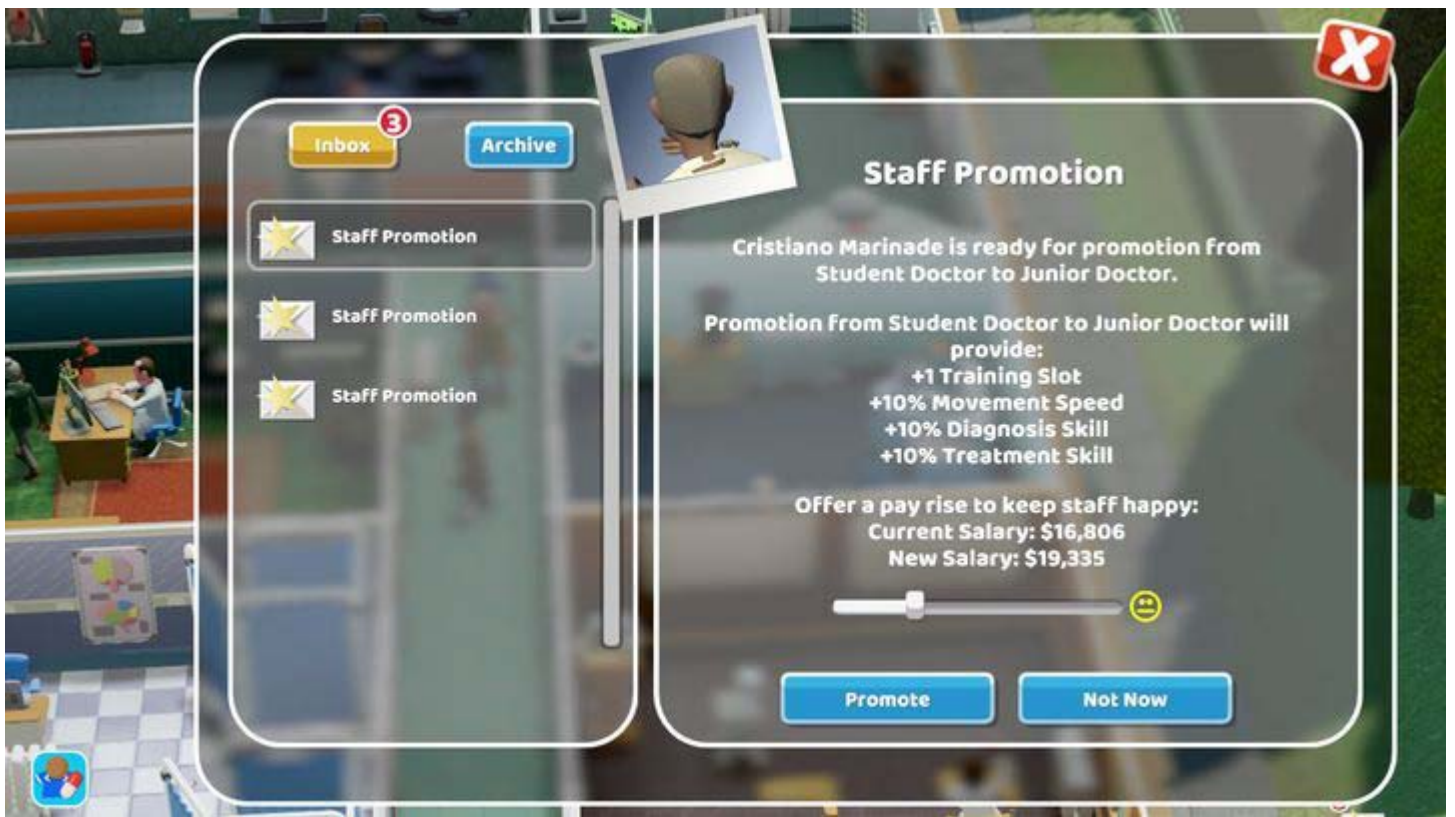 Inbox
3
Archive
Staff Promotion
Staff Promotion
Staff Promotion
Staff Promotion
Cristiano Marinade is ready for promotion from
Student Doctor to Junior Doctor.
Promotion from Student Doctor to Junior Doctor will
provide:
+1 Training Slot
+10% Movement Speed
+10% Diagnosis Skill
+10% Treatment Skill
Offer a pay rise to keep staff happy:
Current Salary: $16,806
New Salary: $19,335
Promote
Not Now